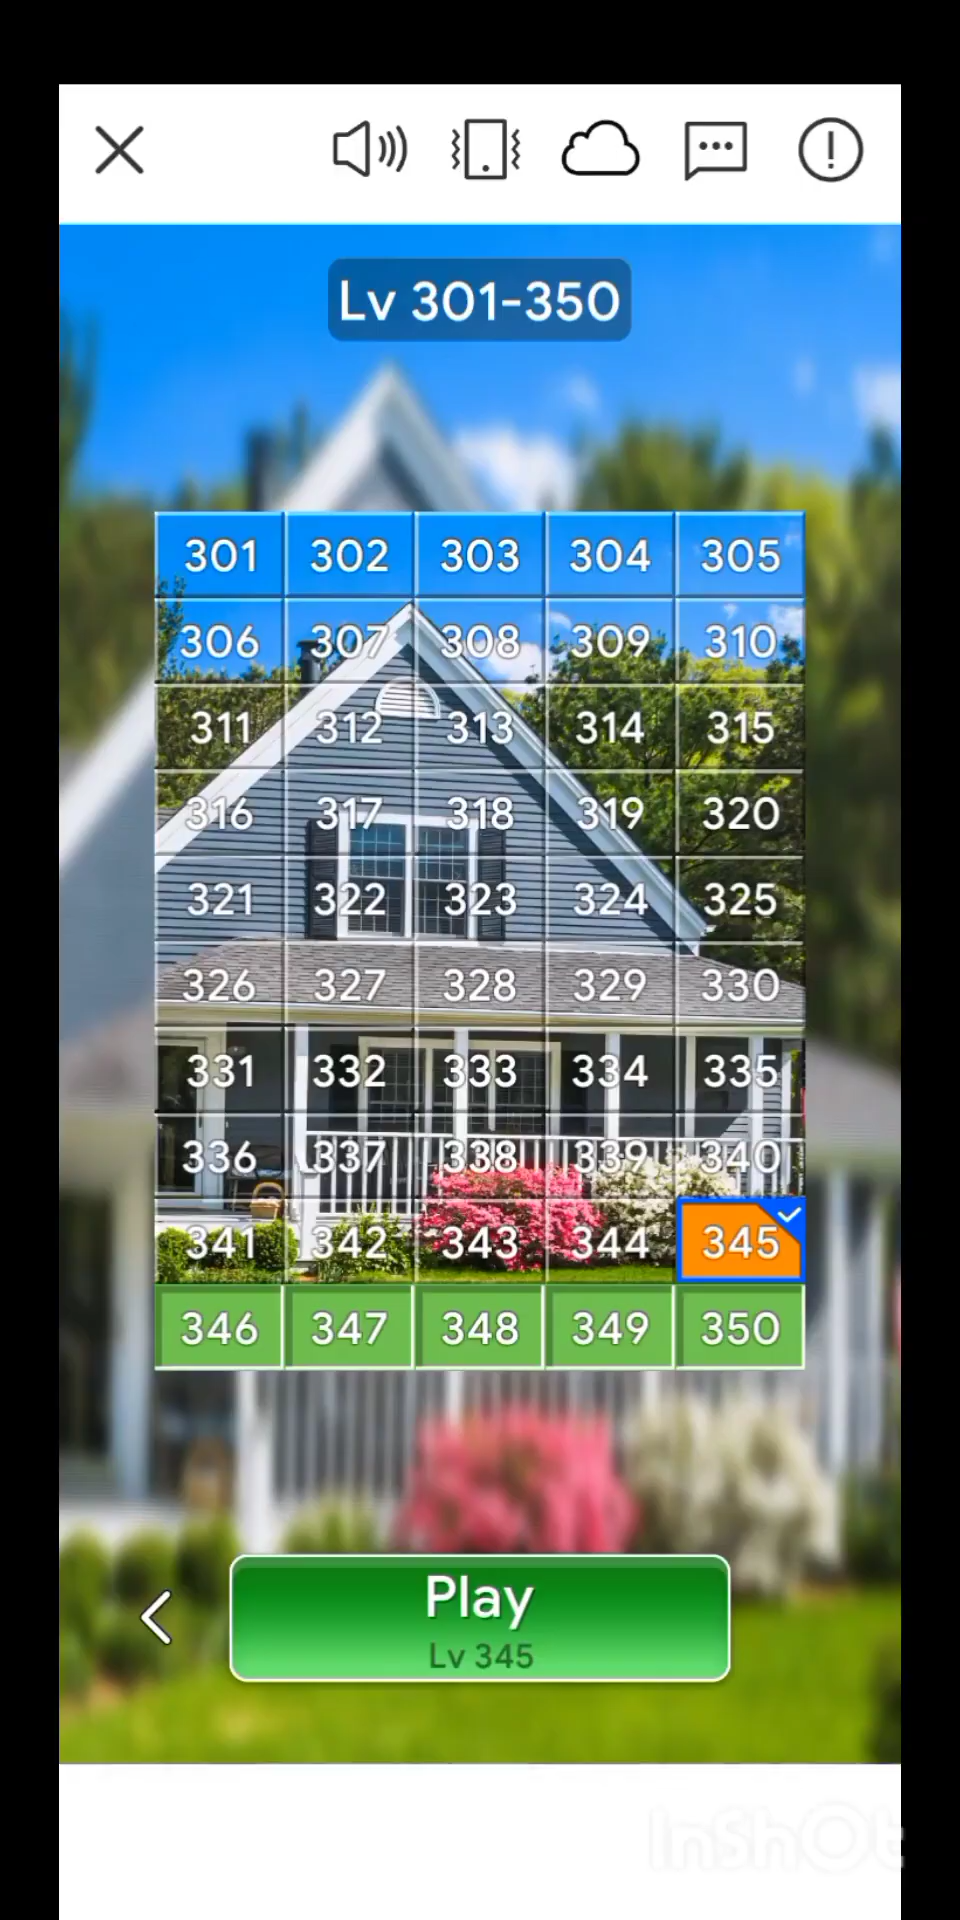 Lv 301-350
301 302 303 304 305
306 307 308 309 310
311 312 313 314 315
316 317 318 319 320
321 322 323 324 325
326 327 328 329 330
331 332 333 334 335
336 337 338 339 340
341 342 343 344 345
346 347 348 349 350
Play
Lv 345
InShOt